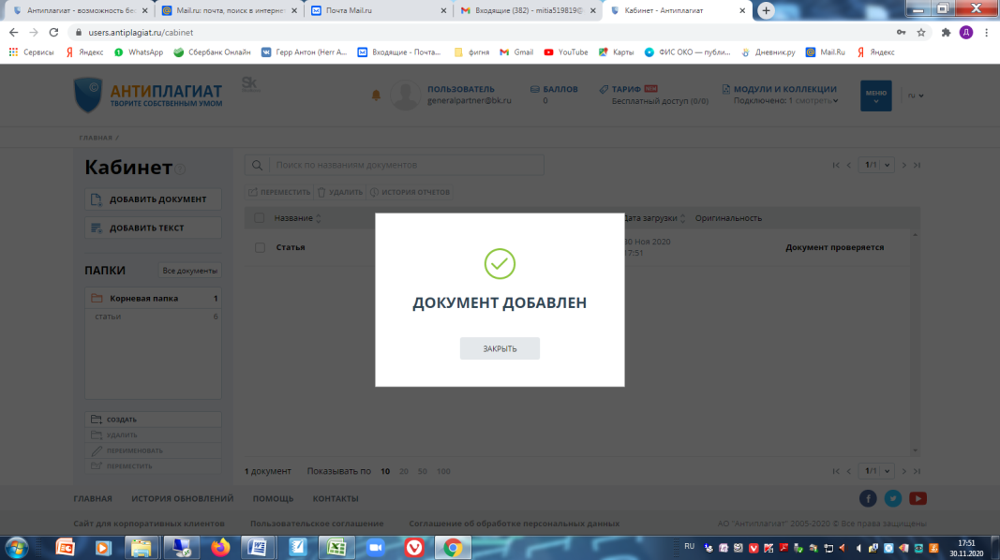 Антиплагиат - возможность бес
Mail.ru: почта, поиск в интернет
Почта Mail.ru
Входящие (382) - mitia519819@
Кабинет - Антиплагиат
users.antiplagiat.ru/cabinet
Сервисы
Яндекс
WhatsApp
Сбербанк Онлайн
Герр Антон (Herr A...
Входящие - Почта...
фигня
Gmail
YouTube
Карты
ФИС ОКО — публи...
Дневник.ру
Mail.Ru
Яндекс
АНТИПЛАГИАТ
ТВОРИТЕ СОБСТВЕННЫМ УМОМ
Sk
ПОЛЬЗОВАТЕЛЬ
generalpartner@bk.ru
БАЛЛОВ
0
ТАРИФ
Бесплатный доступ (0/0)
МОДУЛИ И КОЛЛЕКЦИИ
Подключено: 1 смотреть
МЕНЮ
ru
ГЛАВНАЯ /
Кабинет
Поиск по названиям документов
1/1
ДОБАВИТЬ ДОКУМЕНТ
ДОБАВИТЬ ТЕКСТ
ПЕРЕМЕСТИТЬ
УДАЛИТЬ
ИСТОРИЯ ОТЧЕТОВ
Название
Дата загрузки
Оригинальность
Статья
30 Ноя 2020
17:51
Документ проверяется
ПАПКИ
Все документы
Корневая папка 1
статьи 6
ДОКУМЕНТ ДОБАВЛЕН
ЗАКРЫТЬ
СОЗДАТЬ
УДАЛИТЬ
ПЕРЕИМЕНОВАТЬ
ПЕРЕМЕСТИТЬ
1 документ
Показывать по 10 20 50 100
1/1
ГЛАВНАЯ
ИСТОРИЯ ОБНОВЛЕНИЙ
ПОМОЩЬ
КОНТАКТЫ
Сайт для корпоративных клиентов
Пользовательское соглашение
Соглашение об обработке персональных данных
АО "Антиплагиат" 2005-2020 © Все права защищены
RU
17:51
30.11.2020